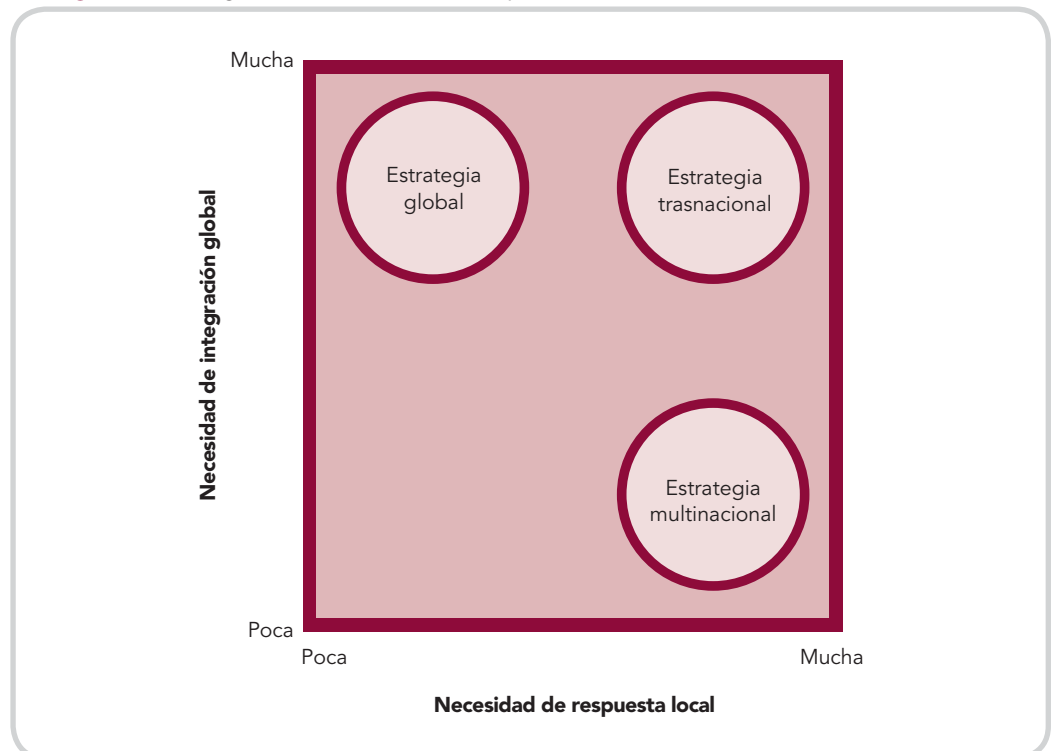 Mucha
Estrategia
global
Estrategia
trasnacional
Necesidad de integración global
Estrategia
multinacional
Poca
Poca
Mucha
Necesidad de respuesta local